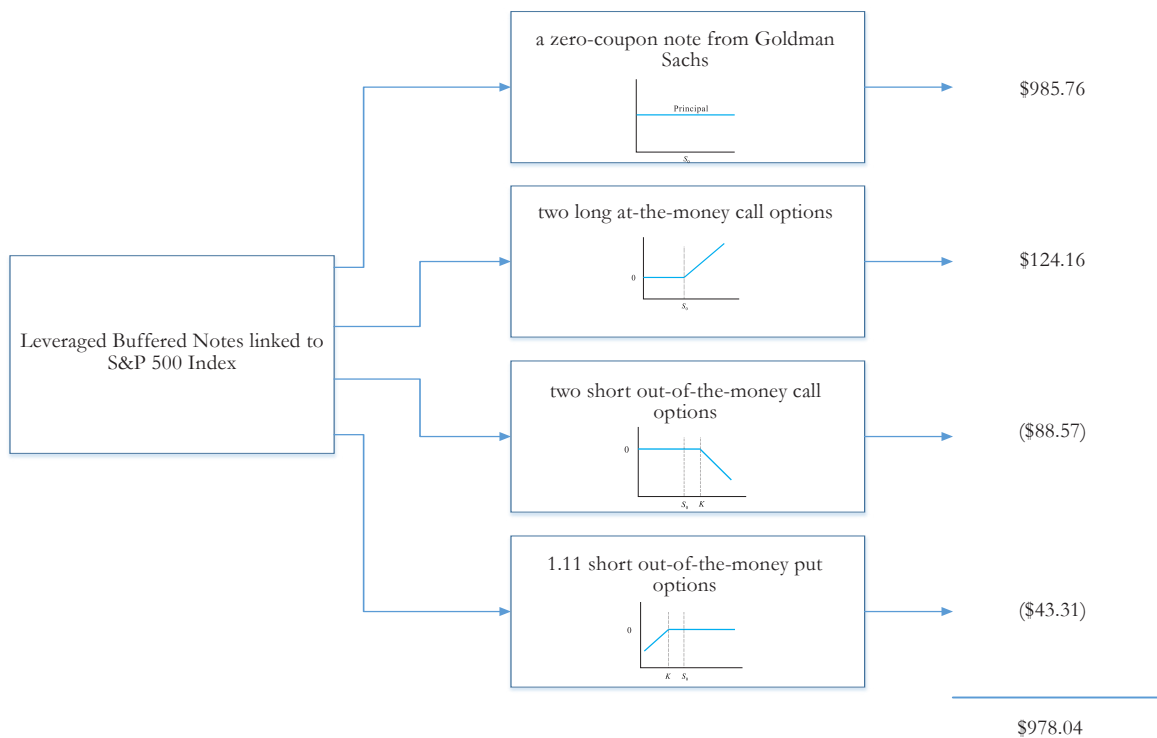 a zero-coupon note from Goldman
Sachs
Principal
S₀
$985.76
two long at-the-money call options
0
S₀
$124.16
Leveraged Buffered Notes linked to
S&P 500 Index
two short out-of-the-money call
options
0
S₀ K
($88.57)
1.11 short out-of-the-money put
options
0
K S₀
($43.31)
$978.04